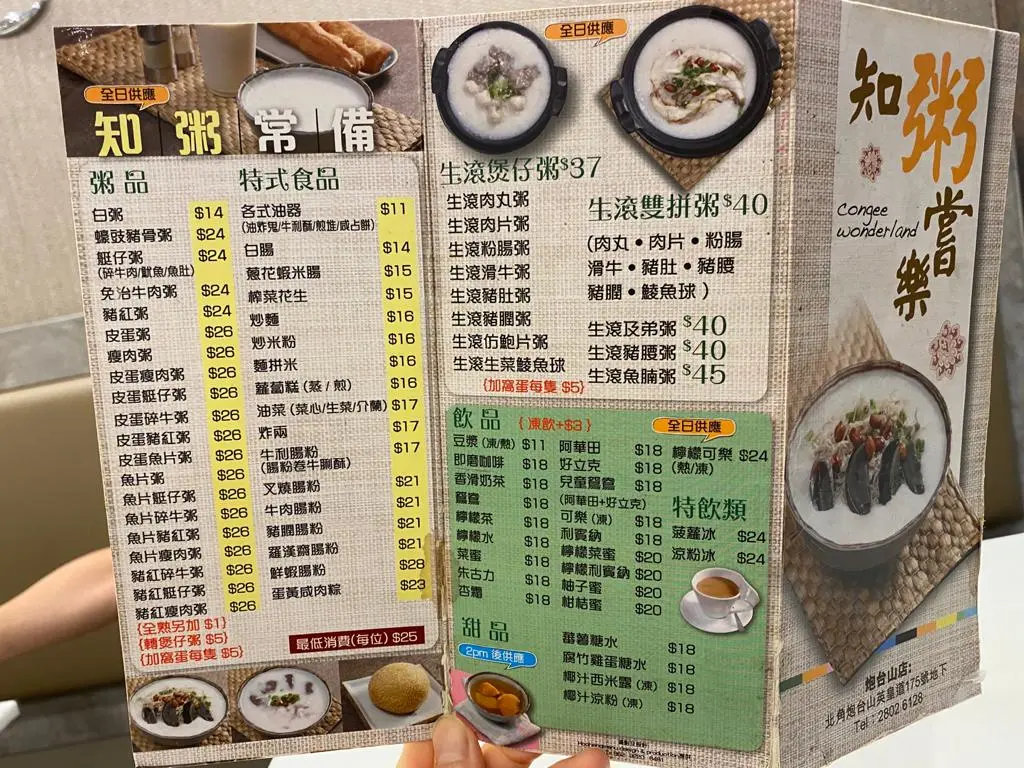 全日供應
知粥常備
粥品
白粥 $14
蠔豉豬骨粥 $24
艇仔粥 $24
(碎牛肉/魷魚/魚肚)
免治牛肉粥 $24
豬紅粥 $24
皮蛋粥 $26
瘦肉粥 $26
皮蛋瘦肉粥 $26
皮蛋艇仔粥 $26
皮蛋碎牛粥 $26
皮蛋豬紅粥 $26
皮蛋魚片粥 $26
魚片粥 $26
魚片艇仔粥 $26
魚片碎牛粥 $26
魚片豬紅粥 $26
魚片瘦肉粥 $26
豬紅碎牛粥 $26
豬紅艇仔粥 $26
豬紅瘦肉粥 $26
{全熟另加 $1}
{轉煲仔粥 $5}
{加窩蛋每隻 $5}
特式食品
各式油器 $11
(油炸鬼/牛利酥/煎堆/咸占餅)
白腸 $14
蔥花蝦米腸 $15
榨菜花生 $15
炒麵 $16
炒米粉 $16
麵拼米 $16
蘿蔔糕 (蒸 / 煎) $16
油菜 (菜心/生菜/介蘭) $17
炸兩 $17
牛利腸粉 $17
(腸粉卷牛脷酥)
叉燒腸粉 $21
牛肉腸粉 $21
豬膶腸粉 $21
羅漢齋腸粉 $21
鮮蝦腸粉 $28
蛋黃咸肉粽 $23
最低消費(每位) $25
全日供應
生滾煲仔粥$37
生滾肉丸粥
生滾肉片粥
生滾粉腸粥
生滾滑牛粥
生滾豬肚粥
生滾豬膶粥
生滾仿鮑片粥
生滾生菜鯪魚球
{加窩蛋每隻 $5}
生滾雙拼粥$40
(肉丸•肉片•粉腸
滑牛•豬肚•豬腰
豬膶•鯪魚球)
生滾及弟粥 $40
生滾豬腰粥 $40
生滾魚腩粥 $45
飲品 { 凍飲+$3 }
全日供應
豆漿 (凍/熱) $11
即磨咖啡 $18
香滑奶茶 $18
鴛鴦 $18
檸檬茶 $18
檸檬水 $18
菜蜜 $18
朱古力 $18
杏霜 $18
阿華田 $18
好立克 $18
兒童鴛鴦 $18
(阿華田+好立克)
可樂 (凍) $18
利賓納 $18
檸檬菜蜜 $20
檸檬利賓納 $20
柚子蜜 $20
柑桔蜜 $20
檸檬可樂 $24
(熱/凍)
特飲類
菠蘿冰 $24
涼粉冰 $24
甜品
2pm 後供應
蕃薯糖水 $18
腐竹雞蛋糖水 $18
椰汁西米露 (凍) $18
椰汁涼粉 (凍) $18
知粥嘗樂
congee
wonderland
炮台山店:
北角炮台山英皇道175號地下
Tel : 2802 6128